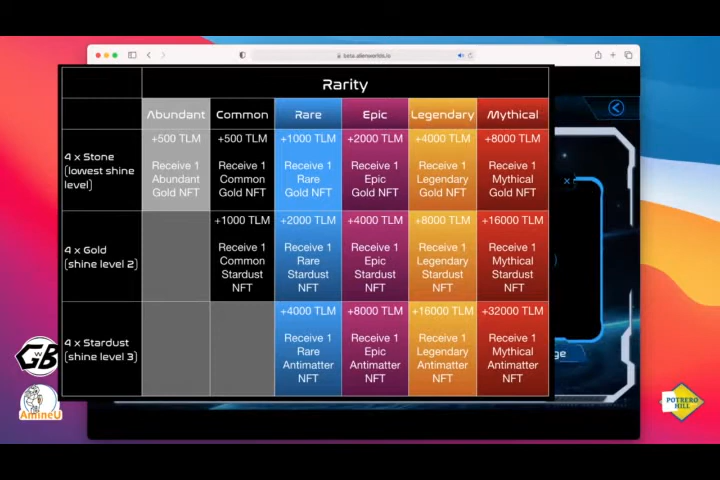 beta.alienworlds.io
Rarity
Abundant Common Rare Epic Legendary Mythical
4 x Stone
(lowest shine
level)
+500 TLM
Receive 1
Abundant
Gold NFT
+500 TLM
Receive 1
Common
Gold NFT
+1000 TLM
Receive 1
Rare
Gold NFT
+2000 TLM
Receive 1
Epic
Gold NFT
+4000 TLM
Receive 1
Legendary
Gold NFT
+8000 TLM
Receive 1
Mythical
Gold NFT
4 x Gold
(shine level 2)
+1000 TLM
Receive 1
Common
Stardust
NFT
+2000 TLM
Receive 1
Rare
Stardust
NFT
+4000 TLM
Receive 1
Epic
Stardust
NFT
+8000 TLM
Receive 1
Legendary
Stardust
NFT
+16000 TLM
Receive 1
Mythical
Stardust
NFT
4 x Stardust
(shine level 3)
+4000 TLM
Receive 1
Rare
Antimatter
NFT
+8000 TLM
Receive 1
Epic
Antimatter
NFT
+16000 TLM
Receive 1
Legendary
Antimatter
NFT
+32000 TLM
Receive 1
Mythical
Antimatter
NFT
ge
GWB
AmineU
POTRERO
HILL